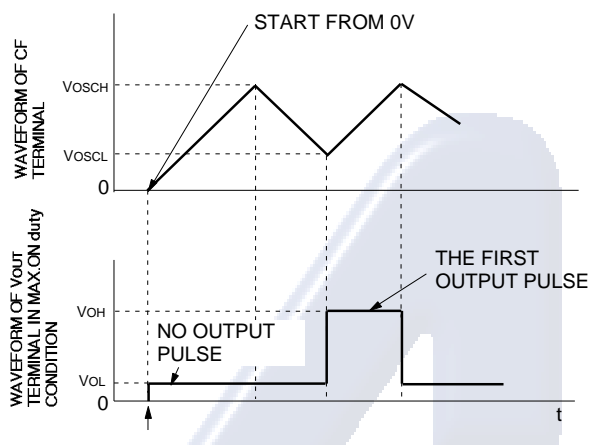 START FROM 0V
WAVEFORM OF CF
TERMINAL
VOSCH
VOSCL
0
WAVEFORM OF VOUT
TERMINAL IN MAX.ON duty
CONDITION
THE FIRST
OUTPUT PULSE
VOH
NO OUTPUT
PULSE
VOL
0
t